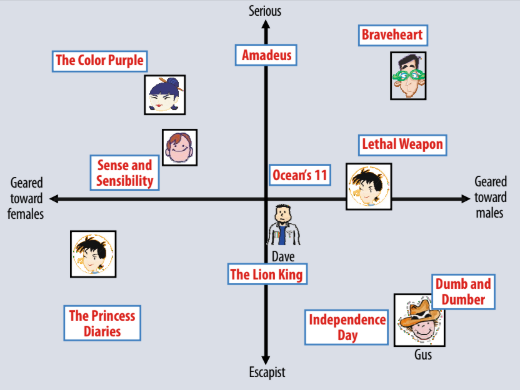 Serious
Braveheart
Amadeus
The Color Purple
Lethal Weapon
Sense and
Sensibility
Ocean's 11
Geared
toward
females
Geared
toward
males
Dave
The Lion King
Dumb and
Dumber
The Princess
Diaries
Independence
Day
Gus
Escapist